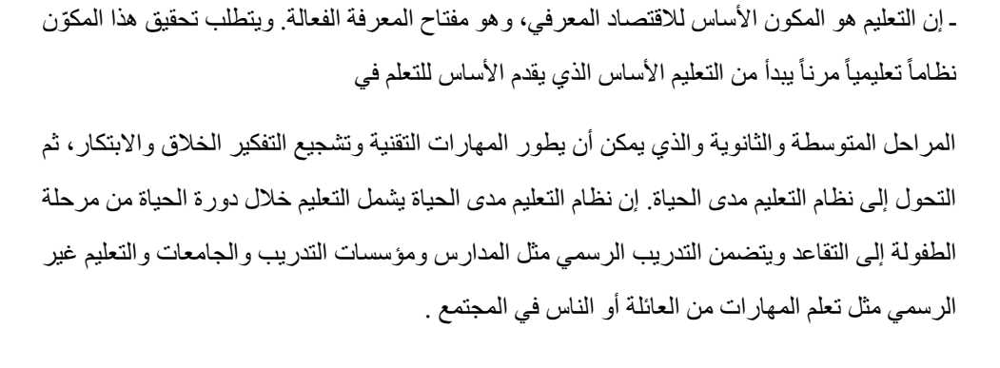 ـ إن التعليم هو المكون الأساس للاقتصاد المعرفي، وهو مفتاح المعرفة الفعالة. ويتطلب تحقيق هذا المكوّن
نظاماً تعليمياً مرناً يبدأ من التعليم الأساس الذي يقدم الأساس للتعلم في
المراحل المتوسطة والثانوية والذي يمكن أن يطور المهارات التقنية وتشجيع التفكير الخلاق والابتكار، ثم
التحول إلى نظام التعليم مدى الحياة. إن نظام التعليم مدى الحياة يشمل التعليم خلال دورة الحياة من مرحلة
الطفولة إلى التقاعد ويتضمن التدريب الرسمي مثل المدارس ومؤسسات التدريب والجامعات والتعليم غير
الرسمي مثل تعلم المهارات من العائلة أو الناس في المجتمع .